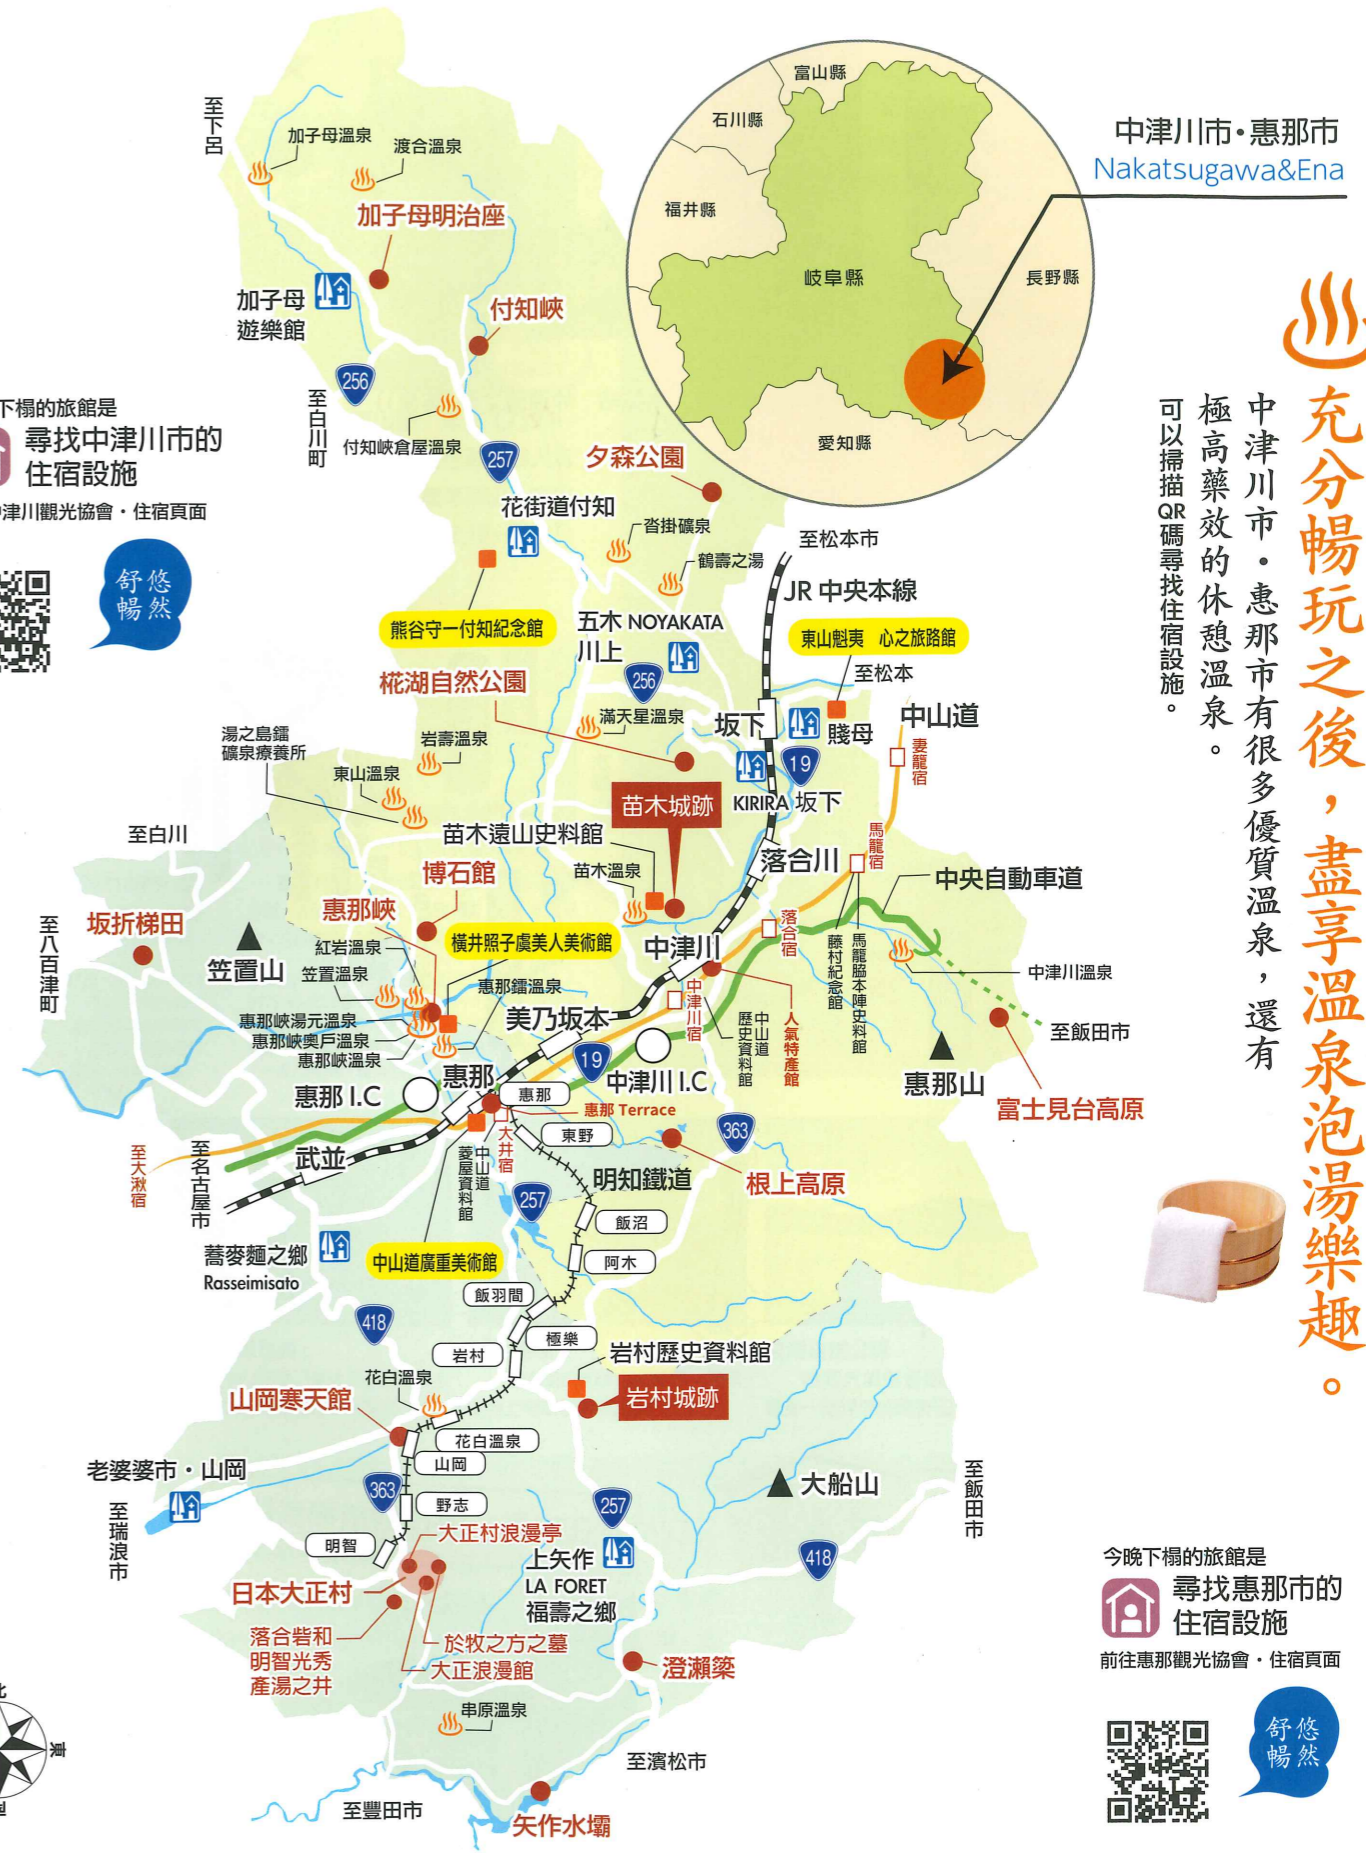 中津川市・惠那市
Nakatsugawa&Ena
富山縣
石川縣
福井縣
岐阜縣
長野縣
愛知縣
充分暢玩之後，盡享溫泉泡湯樂趣。
中津川市・惠那市有很多優質溫泉，還有
極高藥效的休憩溫泉。
可以掃描QR碼尋找住宿設施。
下榻的旅館是
尋找中津川市的
住宿設施
津川觀光協會・住宿頁面
悠然
舒暢
至下呂
加子母溫泉
渡合溫泉
加子母明治座
加子母
遊樂館
付知峽
256
至白川町
付知峽倉屋溫泉
257
夕森公園
花街道付知
沓掛礦泉
鶴壽之湯
至松本市
JR 中央本線
熊谷守一付知紀念館
五木 NOYAKATA
川上
東山魁夷 心之旅路館
至松本
256
椛湖自然公園
滿天星溫泉
坂下
賤母
中山道
妻籠宿
19
KIRIRA 坂下
湯之島鐳
礦泉療養所
岩壽溫泉
東山溫泉
苗木城跡
苗木遠山史料館
苗木溫泉
落合川
馬籠宿
中央自動車道
至白川
博石館
惠那峽
坂折梯田
至八百津町
笠置山
紅岩溫泉
橫井照子虞美人美術館
笠置溫泉
惠那鐳溫泉
中津川
落合宿
藤村紀念館
馬籠脇本陣史料館
中津川溫泉
惠那峽湯元溫泉
惠那峽奧戶溫泉
惠那峽溫泉
美乃坂本
中津川宿
中山道
歷史資料館
人氣特產館
至飯田市
惠那山
富士見台高原
惠那 I.C
惠那
19
中津川 I.C
惠那
惠那 Terrace
東野
363
至大湫宿
至名古屋市
武並
大井宿
中山道
菱屋資料館
明知鐵道
根上高原
257
飯沼
阿木
蕎麥麵之鄉
Rasseimisato
中山道廣重美術館
飯羽間
418
極樂
岩村
岩村歷史資料館
岩村城跡
花白溫泉
山岡寒天館
花白溫泉
山岡
老婆婆市・山岡
363
野志
至瑞浪市
明智
大正村浪漫亭
257
大船山
至飯田市
上矢作
LA FORET
福壽之鄉
418
日本大正村
落合砦和
明智光秀
產湯之井
於牧之方之墓
大正浪漫館
澄瀨簗
串原溫泉
至濱松市
至豐田市
矢作水壩
東
今晚下榻的旅館是
尋找惠那市的
住宿設施
前往惠那觀光協會・住宿頁面
悠然
舒暢